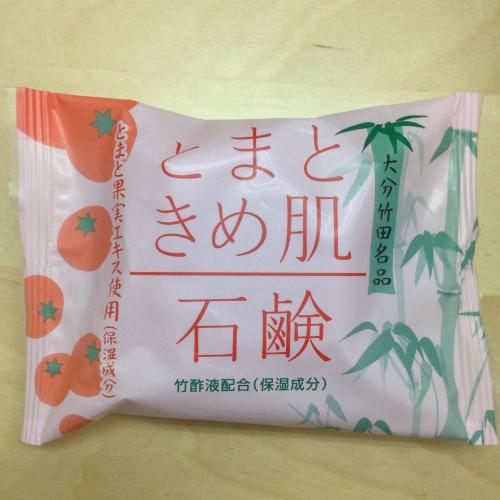 とまと
きめ肌
石鹸
竹酢液配合(保湿成分)
大分竹田名品
とまと果実エキス使用(保湿成分)